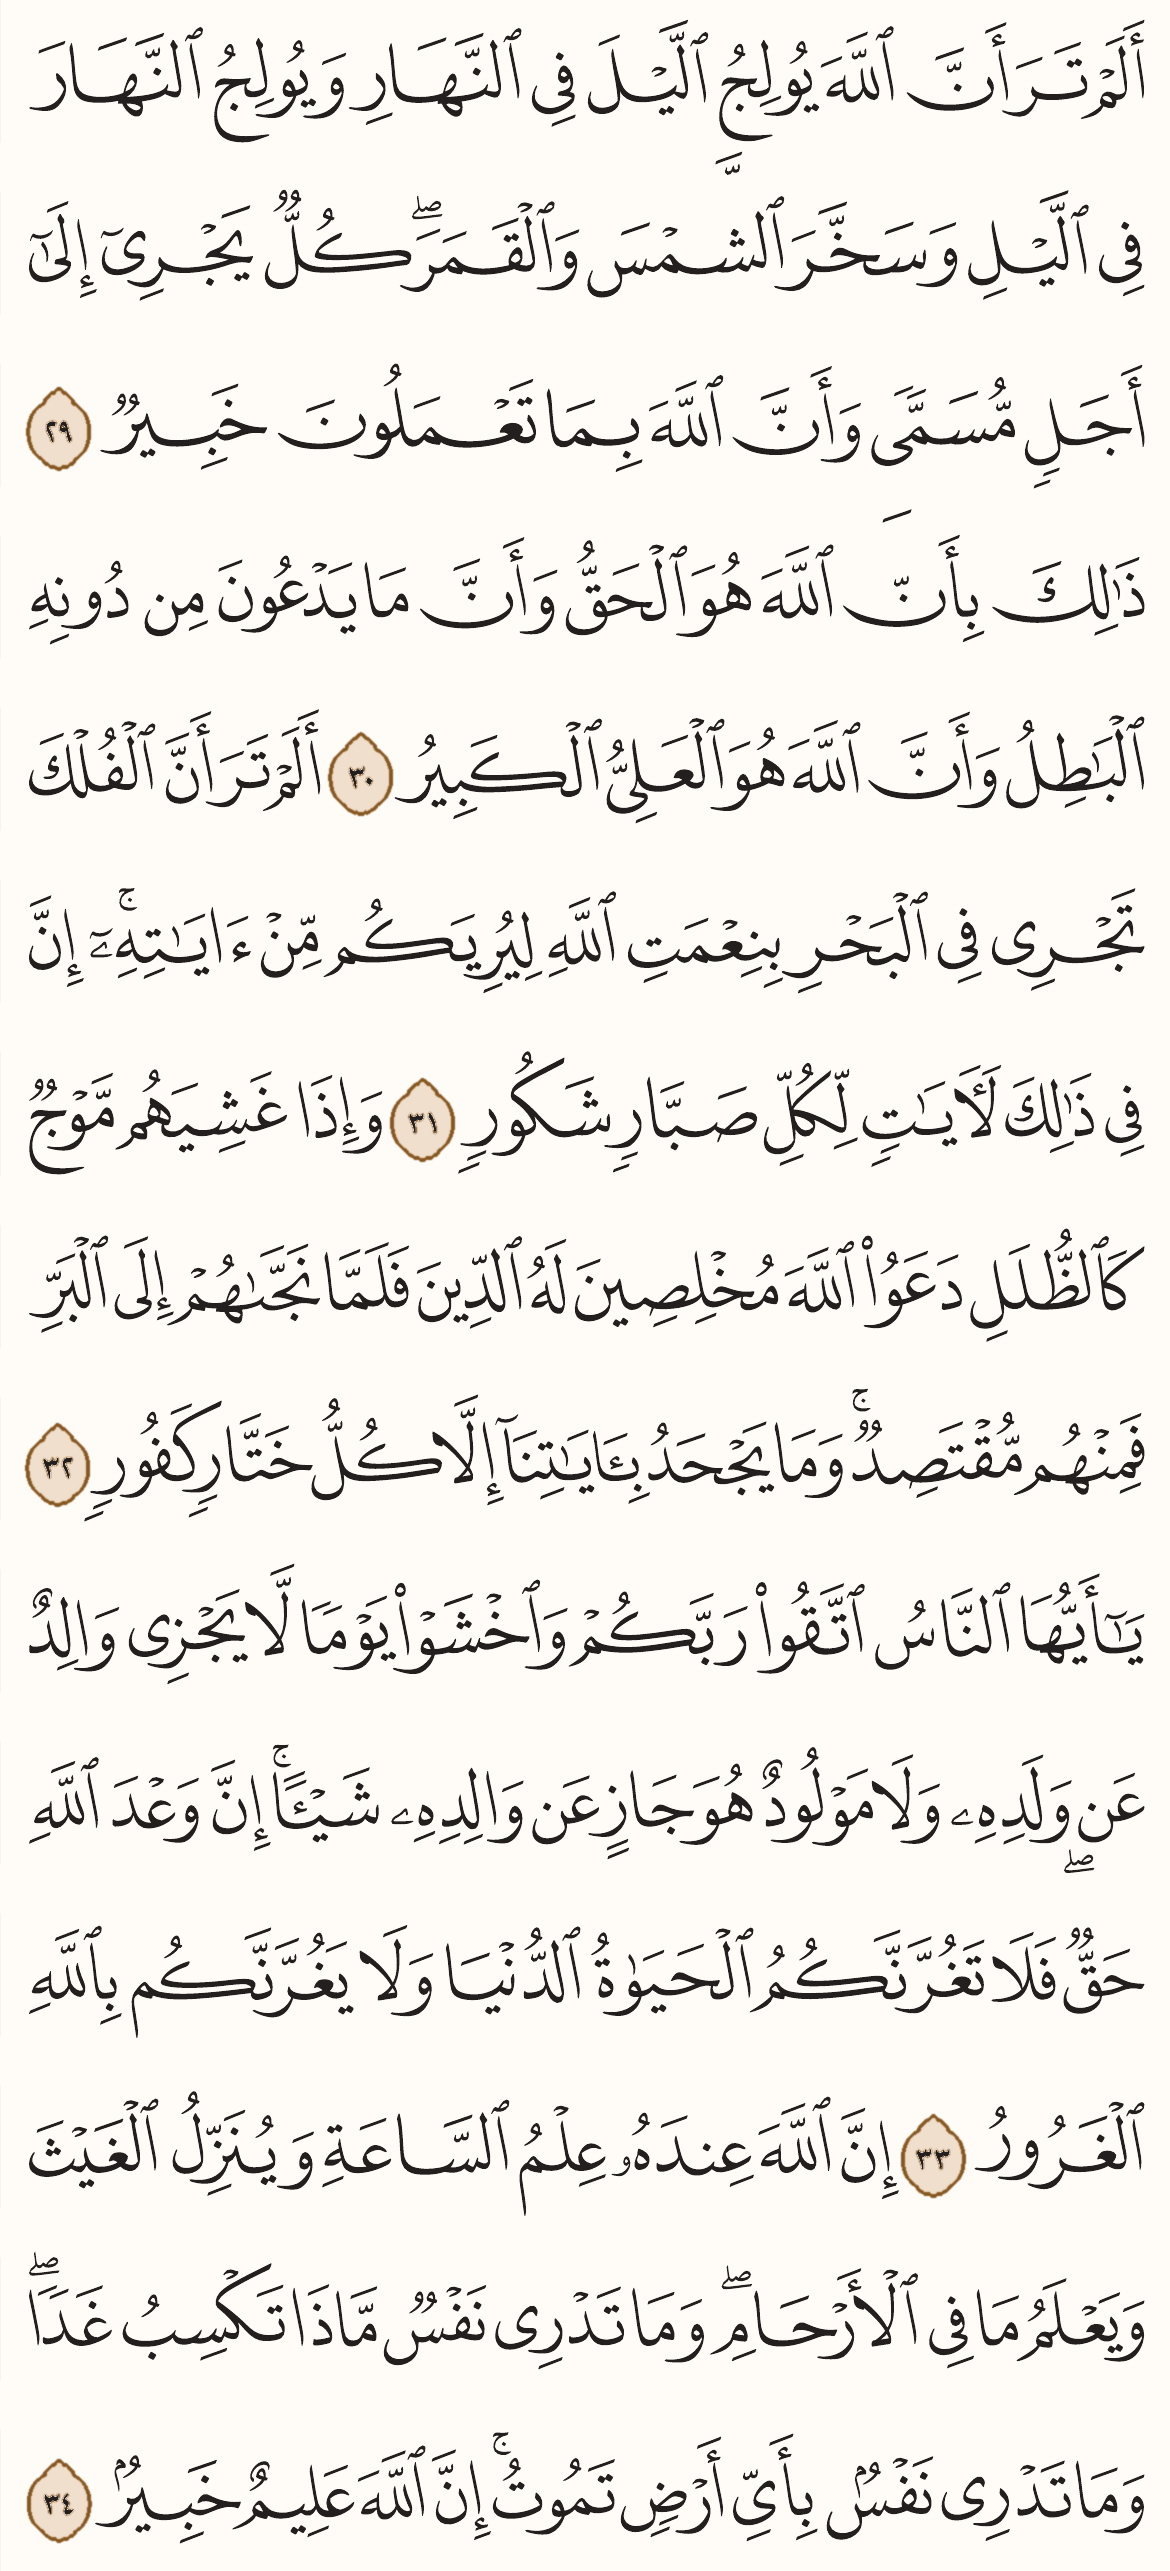 أَلَمْ تَرَ أَنَّ ٱللَّهَ يُولِجُ ٱلَّيْلَ فِى ٱلنَّهَارِ وَيُولِجُ ٱلنَّهَارَ
فِى ٱلَّيْلِ وَسَخَّرَ ٱلشَّمْسَ وَٱلْقَمَرَۖ كُلٌّ يَجْرِىٓ إِلَىٰٓ
أَجَلٍ مُّسَمًّى وَأَنَّ ٱللَّهَ بِمَا تَعْمَلُونَ خَبِيرٌ ٢٩
ذَٰلِكَ بِأَنَّ ٱللَّهَ هُوَ ٱلْحَقُّ وَأَنَّ مَا يَدْعُونَ مِن دُونِهِ
ٱلْبَٰطِلُ وَأَنَّ ٱللَّهَ هُوَ ٱلْعَلِىُّ ٱلْكَبِيرُ ٣٠ أَلَمْ تَرَ أَنَّ ٱلْفُلْكَ
تَجْرِى فِى ٱلْبَحْرِ بِنِعْمَتِ ٱللَّهِ لِيُرِيَكُم مِّنْ ءَايَٰتِهِۦٓۚ إِنَّ
فِى ذَٰلِكَ لَءَايَٰتٍ لِّكُلِّ صَبَّارٍ شَكُورٍ ٣١ وَإِذَا غَشِيَهُم مَّوْجٌ
كَٱلظُّلَلِ دَعَوُا۟ ٱللَّهَ مُخْلِصِينَ لَهُ ٱلدِّينَ فَلَمَّا نَجَّىٰهُمْ إِلَى ٱلْبَرِّ
فَمِنْهُم مُّقْتَصِدٌۚ وَمَا يَجْحَدُ بِـَٔايَٰتِنَآ إِلَّا كُلُّ خَتَّارٍ كَفُورٍ ٣٢
يَٰٓأَيُّهَا ٱلنَّاسُ ٱتَّقُوا۟ رَبَّكُمْ وَٱخْشَوْا۟ يَوْمًا لَّا يَجْزِى وَالِدٌ
عَن وَلَدِهِۦ وَلَا مَوْلُودٌ هُوَ جَازٍ عَن وَالِدِهِۦ شَيْـًٔاۚ إِنَّ وَعْدَ ٱللَّهِ
حَقٌّۖ فَلَا تَغُرَّنَّكُمُ ٱلْحَيَوٰةُ ٱلدُّنْيَا وَلَا يَغُرَّنَّكُم بِٱللَّهِ
ٱلْغَرُورُ ٣٣ إِنَّ ٱللَّهَ عِندَهُۥ عِلْمُ ٱلسَّاعَةِ وَيُنَزِّلُ ٱلْغَيْثَ
وَيَعْلَمُ مَا فِى ٱلْأَرْحَامِۖ وَمَا تَدْرِى نَفْسٌ مَّاذَا تَكْسِبُ غَدًاۖ
وَمَا تَدْرِى نَفْسٌۢ بِأَىِّ أَرْضٍ تَمُوتُۚ إِنَّ ٱللَّهَ عَلِيمٌ خَبِيرٌۢ ٣٤